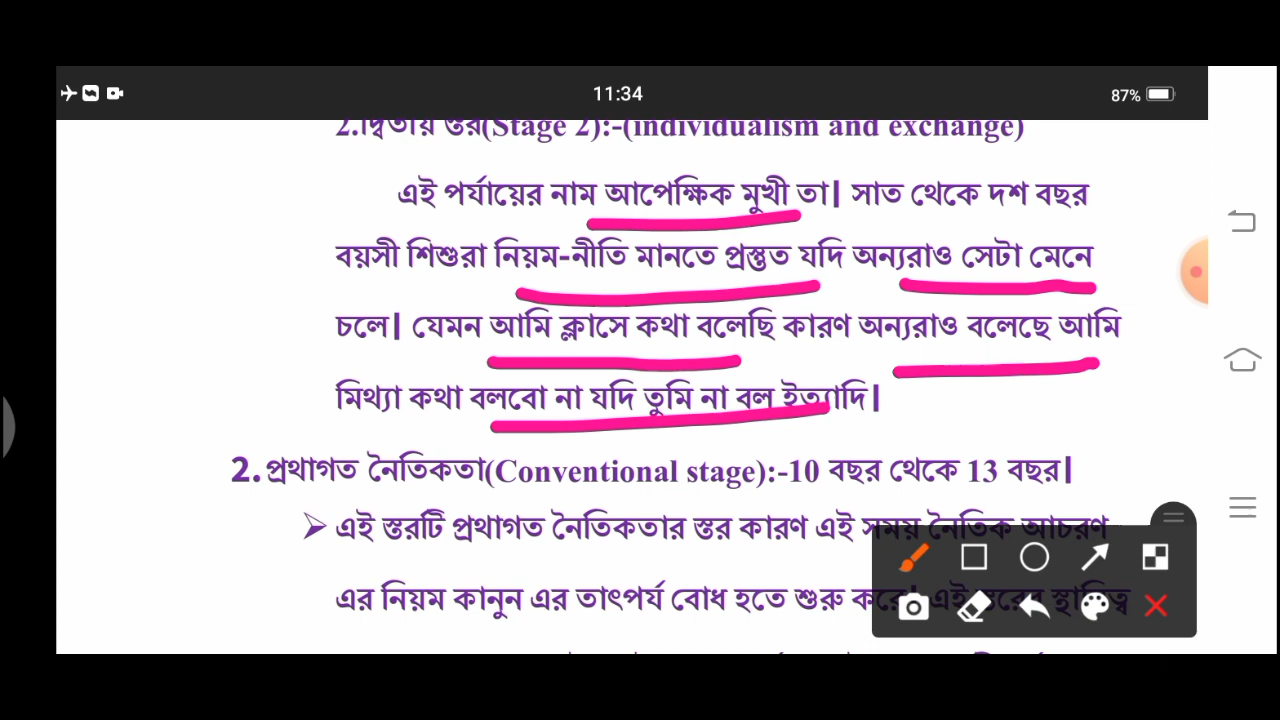 11:34
87%
2.দ্বিতীয় স্তর(Stage 2):-(individualism and exchange)
এই পর্যায়ের নাম আপেক্ষিক মুখী তা| সাত থেকে দশ বছর
বয়সী শিশুরা নিয়ম-নীতি মানতে প্রস্তুত যদি অন্যরাও সেটা মেনে
চলে| যেমন আমি ক্লাসে কথা বলেছি কারণ অন্যরাও বলেছে আমি
মিথ্যা কথা বলবো না যদি তুমি না বল ইত্যাদি|
2. প্রথাগত নৈতিকতা(Conventional stage):-10 বছর থেকে 13 বছর|
➢ এই স্তরটি প্রথাগত নৈতিকতার স্তর কারণ এই সময় নৈতিক আচরণ
এর নিয়ম কানুন এর তাৎপর্য বোধ হতে শুরু করে| এই স্তরের স্থায়িত্ব